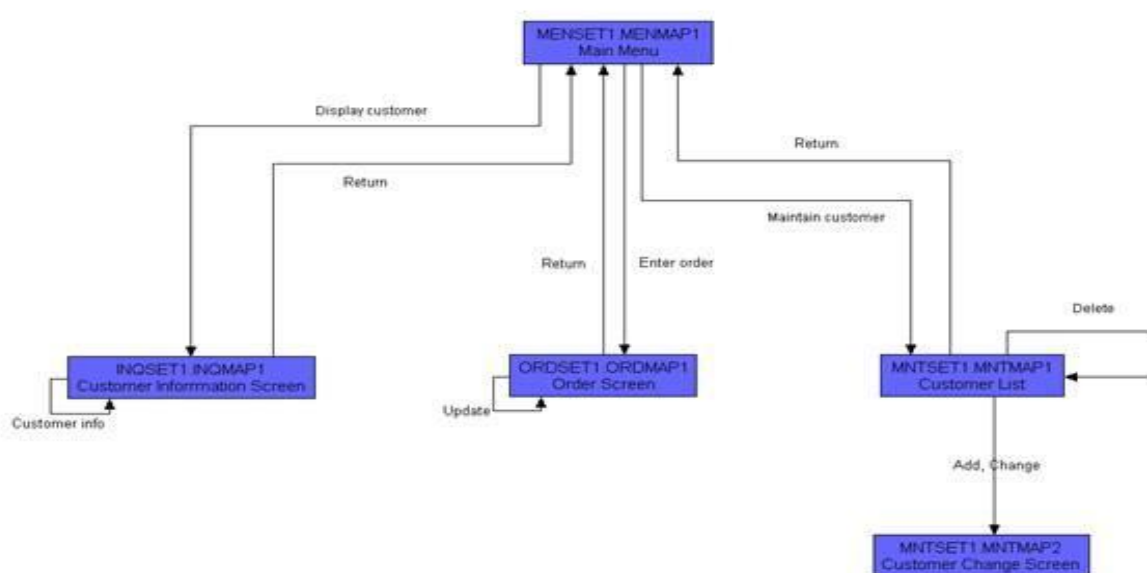 MENSET1.MENMAP1
Main Menu
Display customer
Return
Return
Maintain customer
Return
Enter order
Delete
INQSET1.INQMAP1
Customer Inforrmation Screen
ORDSET1.ORDMAP1
Order Screen
MNTSET1.MNTMAP1
Customer List
Customer info
Update
Add, Change
MNTSET1.MNTMAP2
Customer Change Screen